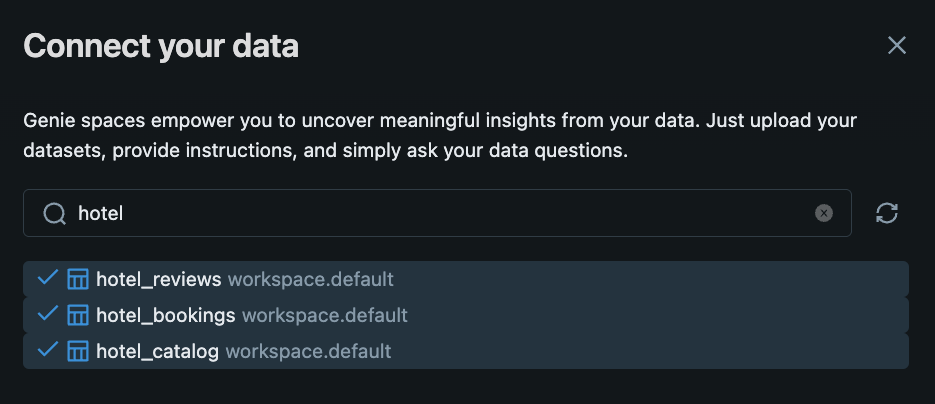 Connect your data
Genie spaces empower you to uncover meaningful insights from your data. Just upload your
datasets, provide instructions, and simply ask your data questions.
hotel
hotel_reviews workspace.default
hotel_bookings workspace.default
hotel_catalog workspace.default